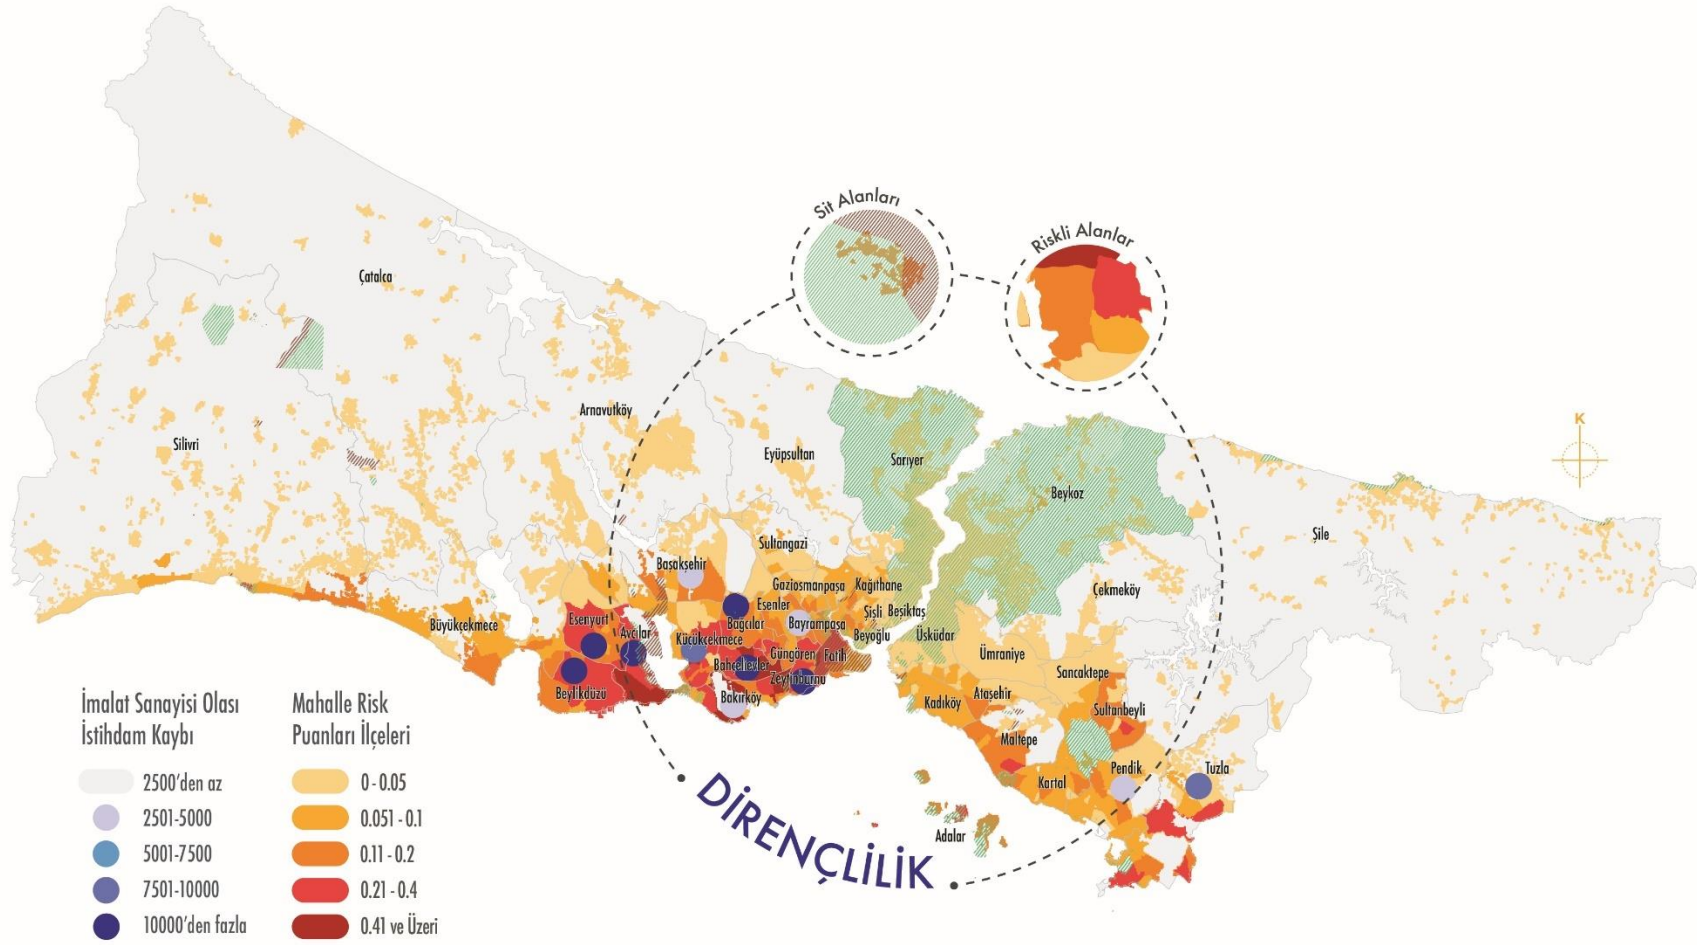 Sit Alanları
Riskli Alanlar
Çatalca
K
Arnavutköy
Silivri
Eyüpsultan
Sarıyer
Beykoz
Şile
Sultangazi
Başakşehir
Gaziosmanpaşa
Kağıthane
Çekmeköy
Esenler
Şişli
Beşiktaş
Büyükçekmece
Esenyurt
Avcılar
Bağcılar
Bayrampaşa
Beyoğlu
Üsküdar
Küçükçekmece
Güngören
Fatih
Ümraniye
Bahçelievler
Sancaktepe
Zeytinburnu
Beylikdüzü
Bakırköy
Kadıköy
Ataşehir
Sultanbeyli
Maltepe
Kartal
Pendik
Tuzla
Adalar
DİRENÇLİLİK
İmalat Sanayisi Olası
İstihdam Kaybı
2500'den az
2501-5000
5001-7500
7501-10000
10000'den fazla
Mahalle Risk
Puanları İlçeleri
0 - 0.05
0.051 - 0.1
0.11 - 0.2
0.21 - 0.4
0.41 ve Üzeri